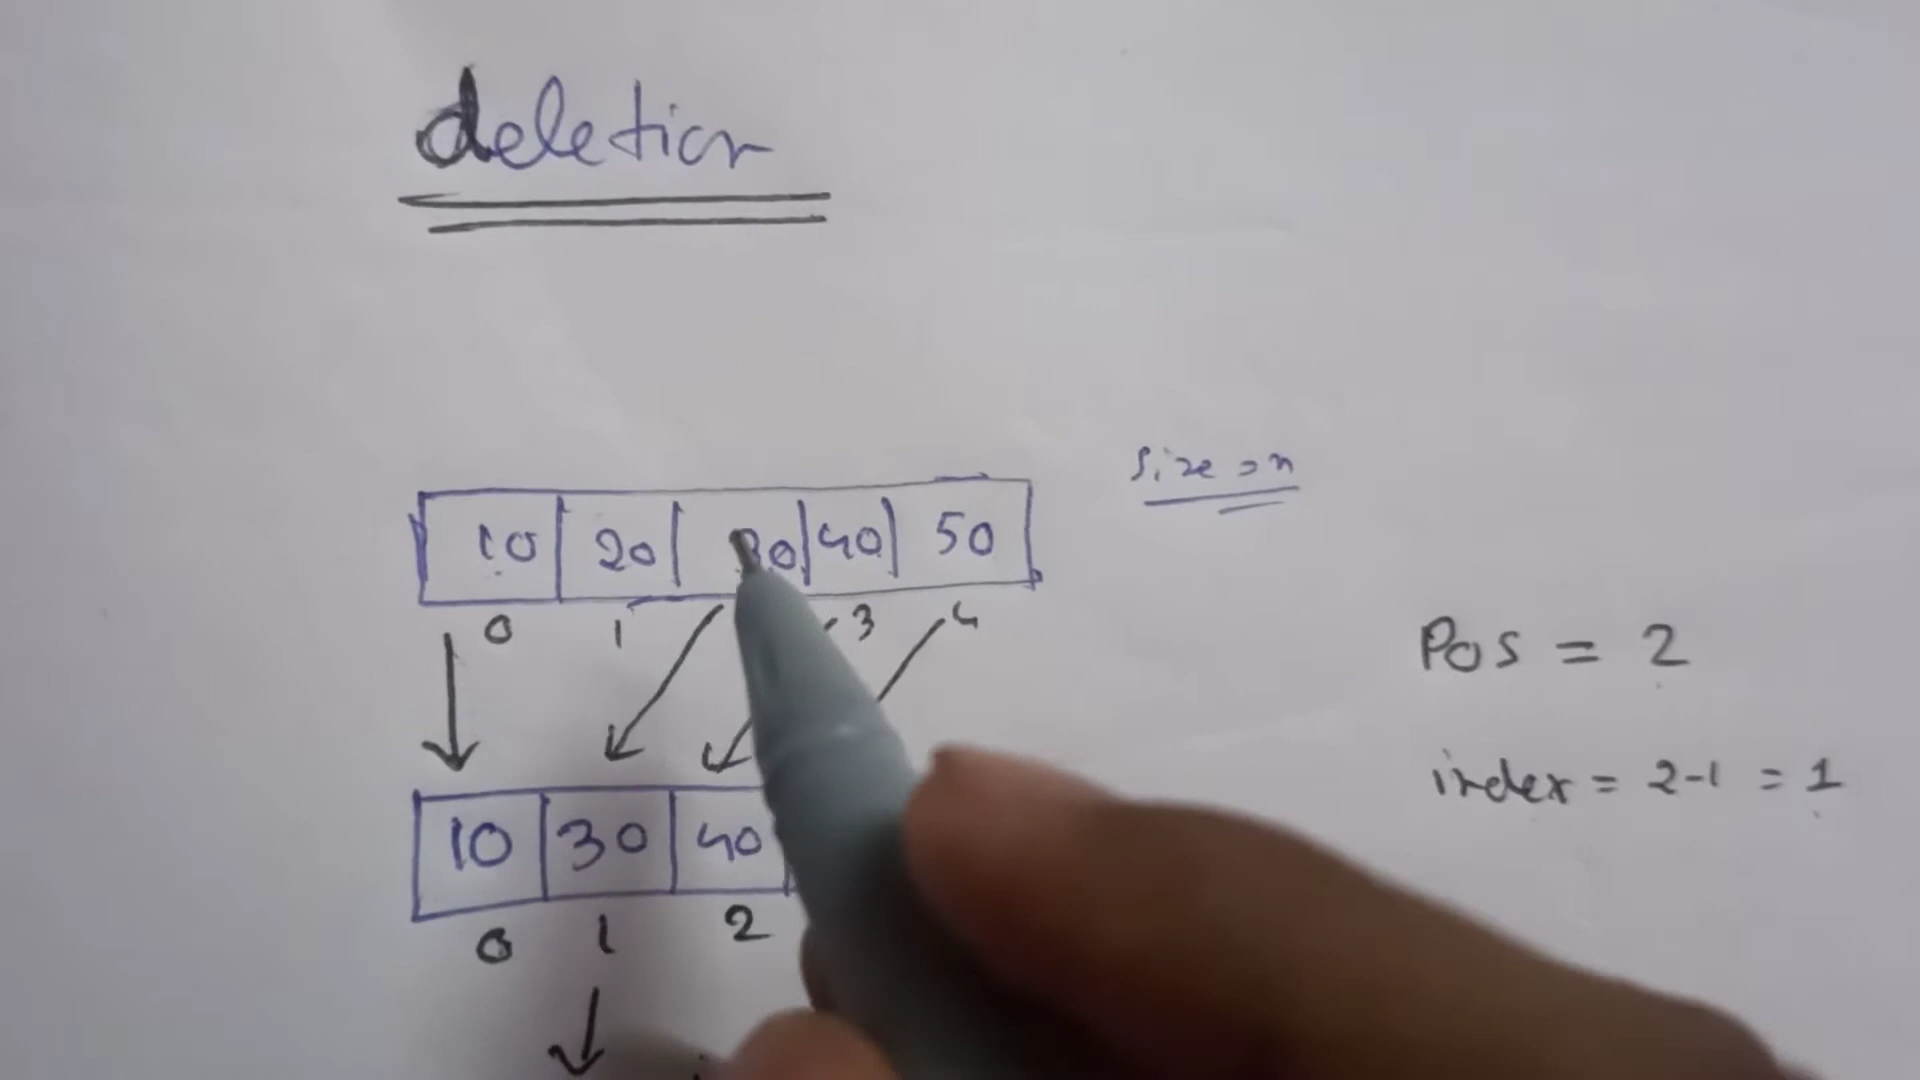 deletion
size = n
10 20 30 40 50
0 1 3 4
Pos = 2
index = 2-1 = 1
10 30 40
0 1 2